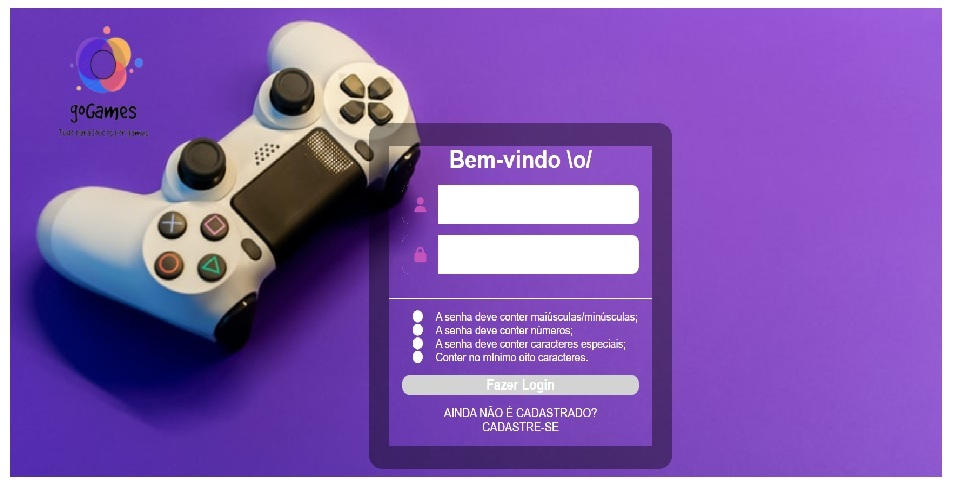 goGames
Bem-vindo \o/
A senha deve conter maiúsculas/minúsculas;
A senha deve conter números;
A senha deve conter caracteres especiais;
Conter no mínimo oito caracteres.
Fazer Login
AINDA NÃO É CADASTRADO?
CADASTRE-SE